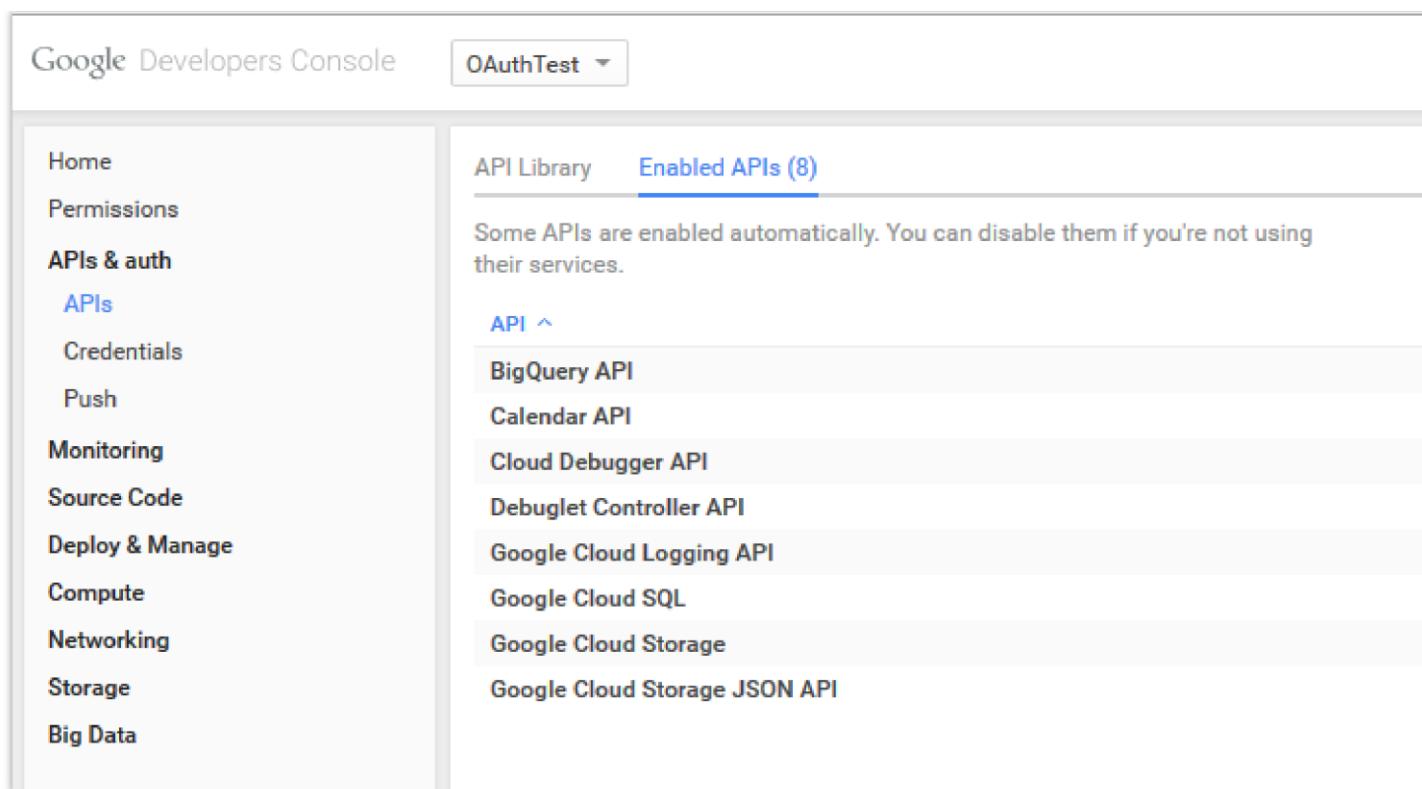 Google Developers Console
OAuthTest
Home
Permissions
APIs & auth
APIs
Credentials
Push
Monitoring
Source Code
Deploy & Manage
Compute
Networking
Storage
Big Data
API Library
Enabled APIs (8)
Some APIs are enabled automatically. You can disable them if you're not using
their services.
API
BigQuery API
Calendar API
Cloud Debugger API
Debuglet Controller API
Google Cloud Logging API
Google Cloud SQL
Google Cloud Storage
Google Cloud Storage JSON API